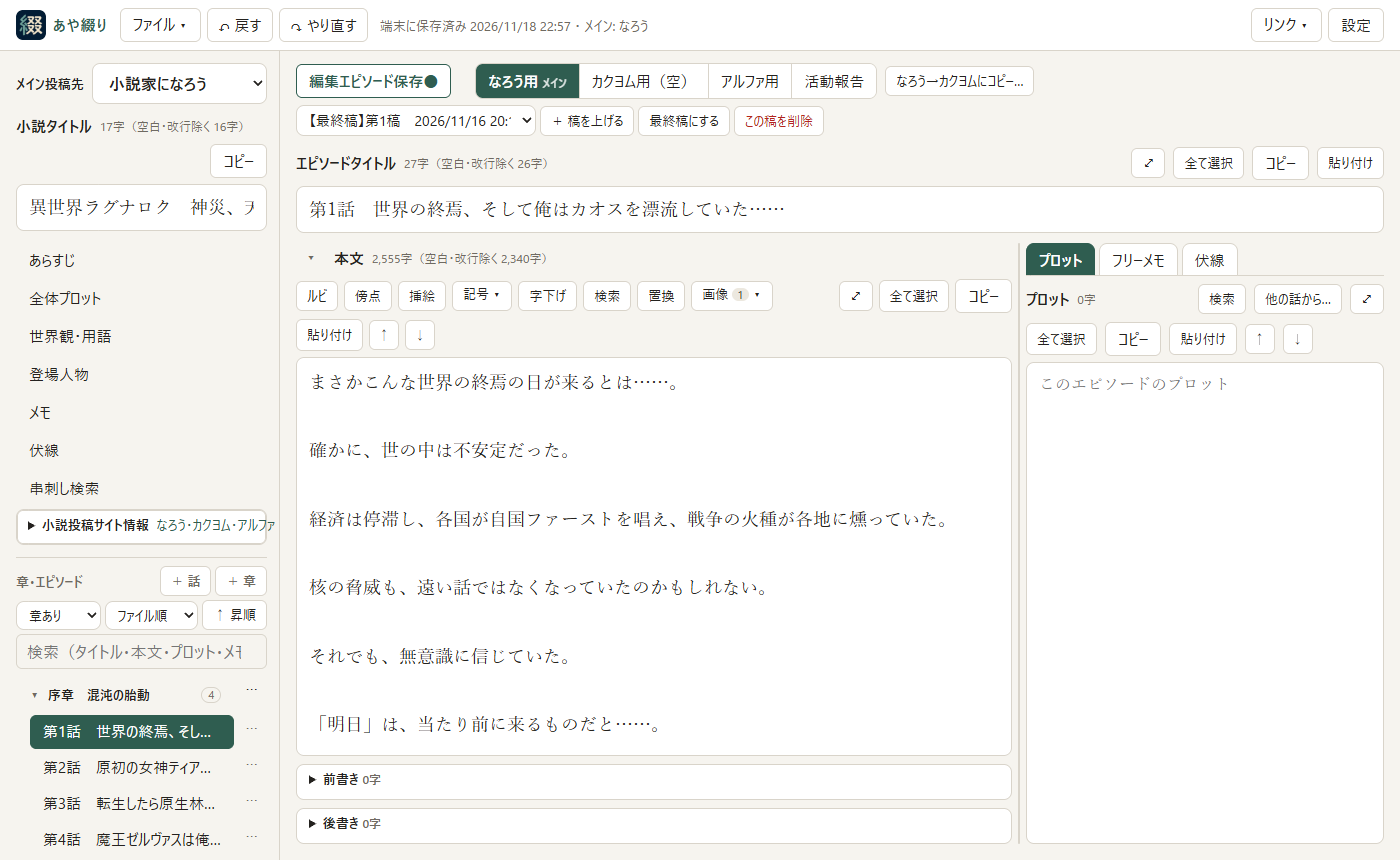 綴 あや綴り ファイル ▾ ↶ 戻す ↷ やり直す 端末に保存済み 2026/11/18 22:57・メイン: なろう リンク ▾ 設定
メイン投稿先 小説家になろう
小説タイトル 17字（空白・改行除く16字）
コピー
異世界ラグナロク　神災、
あらすじ
全体プロット
世界観・用語
登場人物
メモ
伏線
串刺し検索
▶ 小説投稿サイト情報 なろう・カクヨム・アルファ
章・エピソード ＋ 話 ＋ 章
章あり ファイル順 ↑ 昇順
検索（タイトル・本文・プロット・メモ
▾ 序章　混沌の胎動 4 …
第1話　世界の終焉、そし... …
第2話　原初の女神ティア... …
第3話　転生したら原生林... …
第4話　魔王ゼルヴァスは俺... …
編集エピソード保存● なろう用 メイン カクヨム用（空） アルファ用 活動報告 なろう→カクヨムにコピー...
【最終稿】第1稿　2026/11/16 20: ＋ 稿を上げる 最終稿にする この稿を削除
エピソードタイトル 27字（空白・改行除く26字） ⤢ 全て選択 コピー 貼り付け
第1話　世界の終焉、そして俺はカオスを漂流していた……
▾ 本文 2,555字（空白・改行除く2,340字）
ルビ 傍点 挿絵 記号 ▾ 字下げ 検索 置換 画像 1 ▾ ⤢ 全て選択 コピー
貼り付け ↑ ↓
まさかこんな世界の終焉の日が来るとは……。
確かに、世の中は不安定だった。
経済は停滞し、各国が自国ファーストを唱え、戦争の火種が各地に燻っていた。
核の脅威も、遠い話ではなくなっていたのかもしれない。
それでも、無意識に信じていた。
「明日」は、当たり前に来るものだと……。
▶ 前書き 0字
▶ 後書き 0字
プロット フリーメモ 伏線
プロット 0字 検索 他の話から... ⤢
全て選択 コピー 貼り付け ↑ ↓
このエピソードのプロット